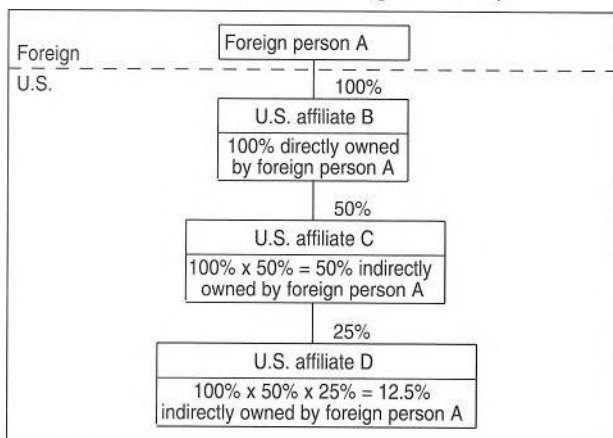 Foreign person A
Foreign
U.S.
100%
U.S. affiliate B
100% directly owned
by foreign person A
50%
U.S. affiliate C
100% x 50% = 50% indirectly
owned by foreign person A
25%
U.S. affiliate D
100% x 50% x 25% = 12.5%
indirectly owned by foreign person A